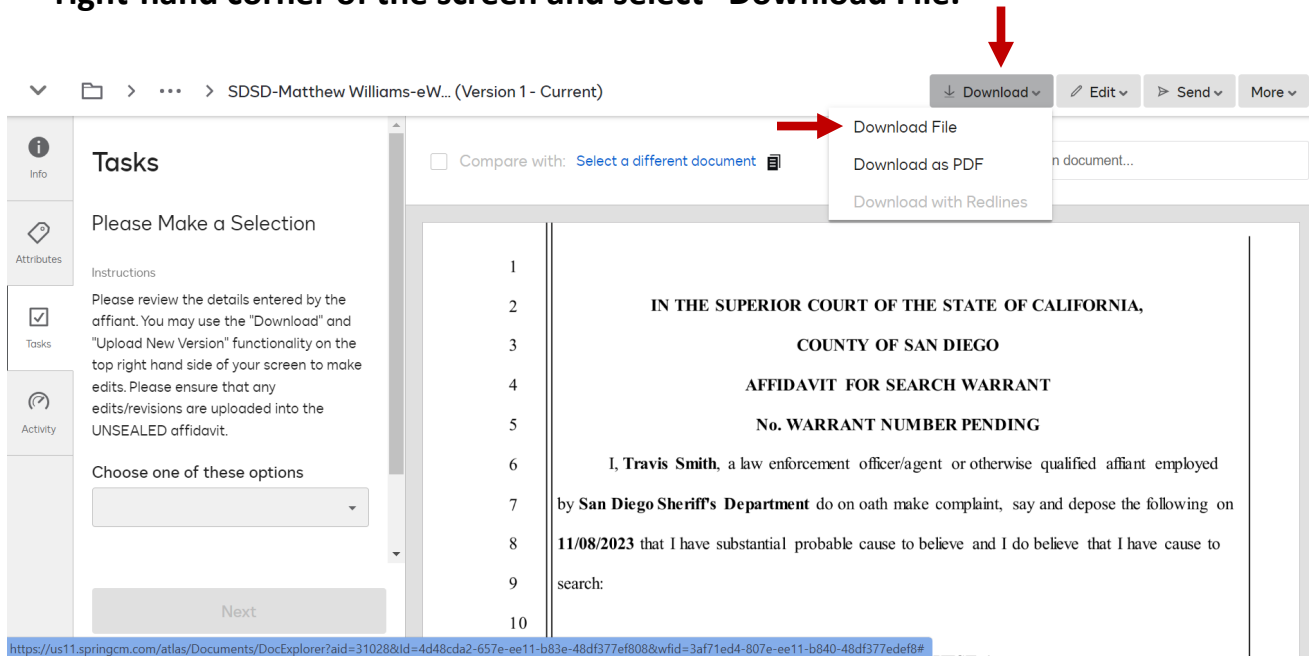 right-hand corner of the screen and select "Download File."
SDSD-Matthew Williams-eW... (Version 1 - Current)
Download
Edit
Send
More
Download File
Download as PDF
Download with Redlines
Info
Attributes
Tasks
Activity
Tasks
Please Make a Selection
Instructions
Please review the details entered by the
affiant. You may use the "Download" and
"Upload New Version" functionality on the
top right hand side of your screen to make
edits. Please ensure that any
edits/revisions are uploaded into the
UNSEALED affidavit.
Choose one of these options
Next
Compare with: Select a different document
n document...
1
2 IN THE SUPERIOR COURT OF THE STATE OF CALIFORNIA,
3 COUNTY OF SAN DIEGO
4 AFFIDAVIT FOR SEARCH WARRANT
5 No. WARRANT NUMBER PENDING
6 I, Travis Smith, a law enforcement officer/agent or otherwise qualified affiant employed
7 by San Diego Sheriff's Department do on oath make complaint, say and depose the following on
8 11/08/2023 that I have substantial probable cause to believe and I do believe that I have cause to
9 search:
10
https://us11.springcm.com/atlas/Documents/DocExplorer?aid=31028&Id=4d48cda2-657e-ee11-b83e-48df377ef808&wfid=3af71ed4-807e-ee11-b840-48df377edef8#